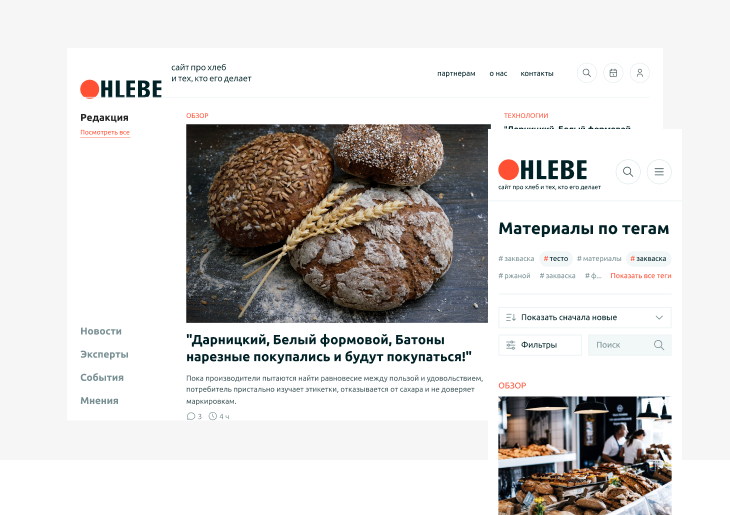 HLEBE
сайт про хлеб
и тех, кто его делает
партнерам о нас контакты
Редакция
Посмотреть все
Новости
Эксперты
События
Мнения
ОБЗОР
"Дарницкий, Белый формовой, Батоны
нарезные покупались и будут покупаться!"
Пока производители пытаются найти равновесие между пользой и удовольствием,
потребитель пристально изучает этикетки, отказывается от сахара и не доверяет
маркировкам.
3 4 ч
ТЕХНОЛОГИИ
"Дарницкий, Белый формовой,
HLEBE
сайт про хлеб и тех, кто его делает
Материалы по тегам
#закваска #тесто #материалы #закваска
#ржаной #закваска #ф... Показать все теги
Показать сначала новые
Фильтры Поиск
ОБЗОР